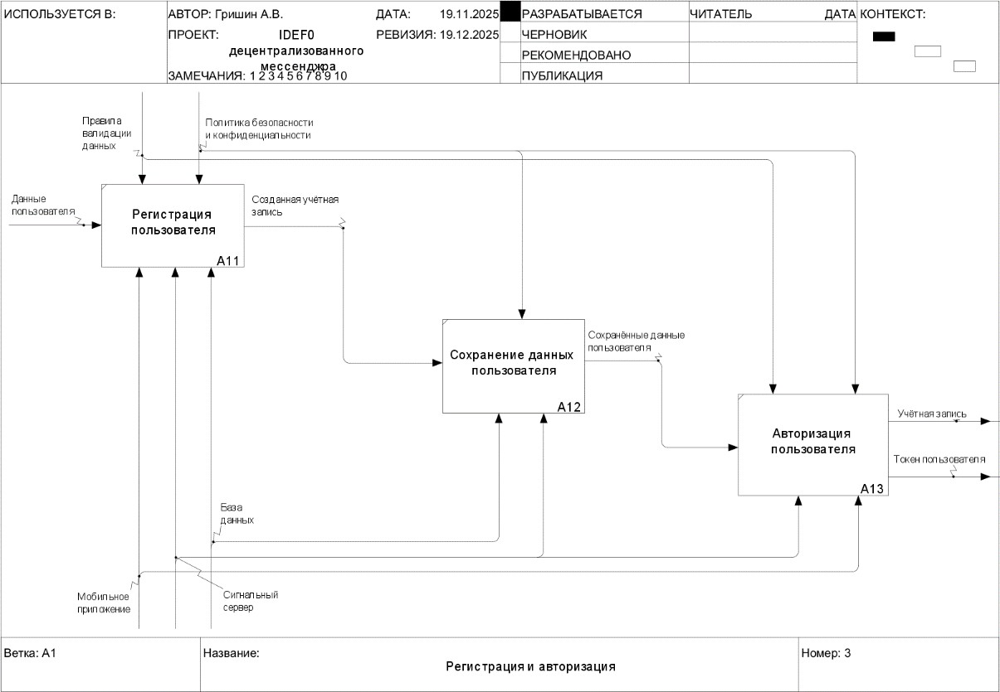 ИСПОЛЬЗУЕТСЯ В:
АВТОР: Гришин А.В.
ДАТА: 19.11.2025
РАЗРАБАТЫВАЕТСЯ
ЧИТАТЕЛЬ
ДАТА
КОНТЕКСТ:
ПРОЕКТ:
IDEF0
децентрализованного
мессенджра
РЕВИЗИЯ: 19.12.2025
ЧЕРНОВИК
РЕКОМЕНДОВАНО
ЗАМЕЧАНИЯ: 1 2 3 4 5 6 7 8 9 10
ПУБЛИКАЦИЯ
Правила
валидации
данных
Политика безопасности
и конфиденциальности
Данные
пользователя
Регистрация
пользователя
A11
Созданная учётная
запись
Сохранение данных
пользователя
A12
Сохранённые данные
пользователя
Авторизация
пользователя
A13
Учётная запись
Токен пользователя
База
данных
Мобильное
приложение
Сигнальный
сервер
Ветка: A1
Название:
Регистрация и авторизация
Номер: 3